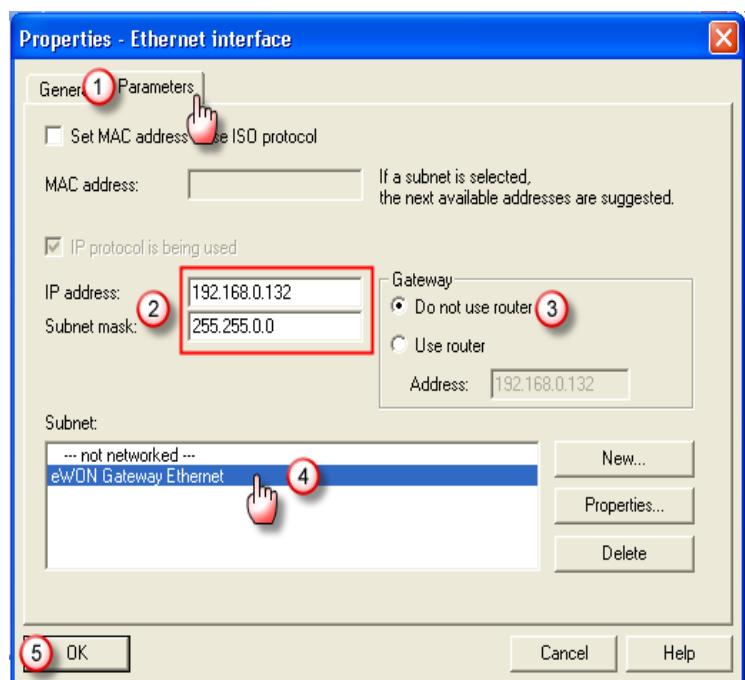 Properties - Ethernet interface
Gener 1 Parameters
Set MAC address se ISO protocol
MAC address:
If a subnet is selected,
the next available addresses are suggested.
IP protocol is being used
IP address: 192.168.0.132
2
Subnet mask: 255.255.0.0
Gateway
Do not use router 3
Use router
Address: 192.168.0.132
Subnet:
--- not networked ---
eWON Gateway Ethernet 4
New...
Properties...
Delete
5 OK
Cancel
Help